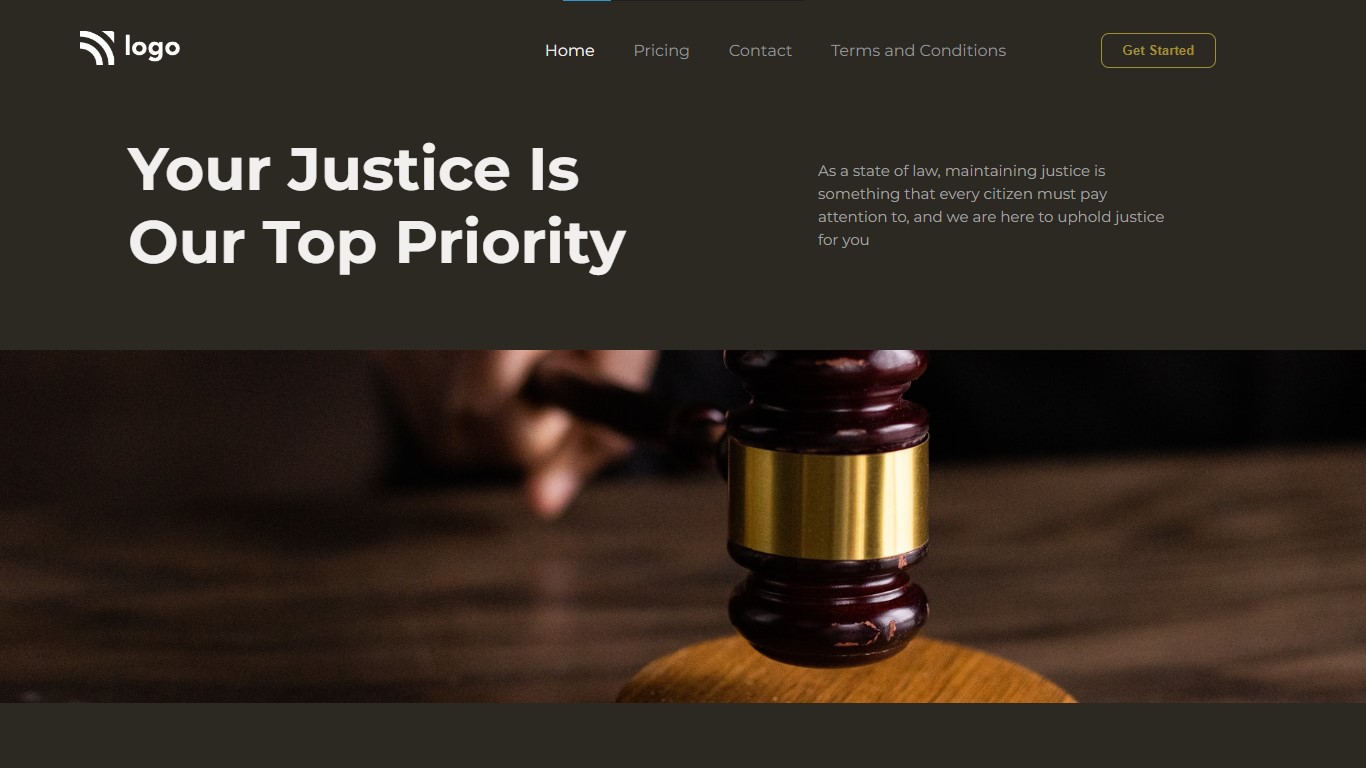 logo
Home
Pricing
Contact
Terms and Conditions
Get Started
Your Justice Is
Our Top Priority
As a state of law, maintaining justice is
something that every citizen must pay
attention to, and we are here to uphold justice
for you